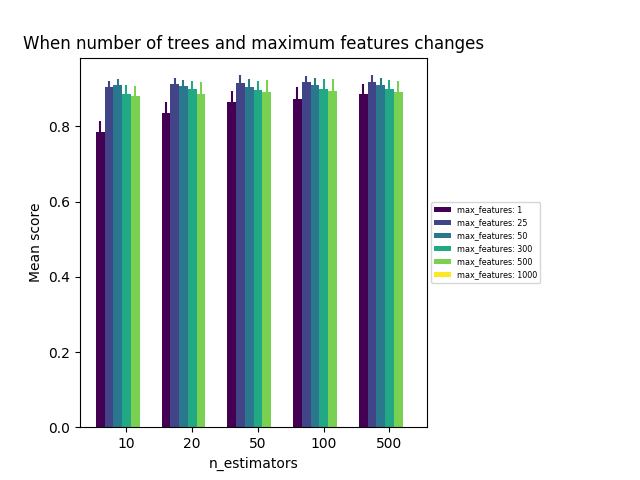 When number of trees and maximum features changes
Mean score
0.8
0.6
0.4
0.2
0.0
10 20 50 100 500
n_estimators
max_features: 1
max_features: 25
max_features: 50
max_features: 300
max_features: 500
max_features: 1000